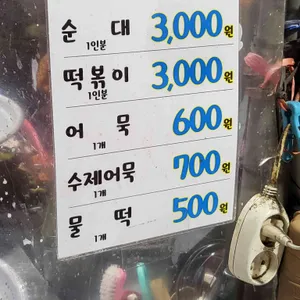 순 대 3,000원
1인분
떡볶이 3,000원
1인분
어 묵 600원
1개
수제어묵 700원
1개
물 떡 500원
1개